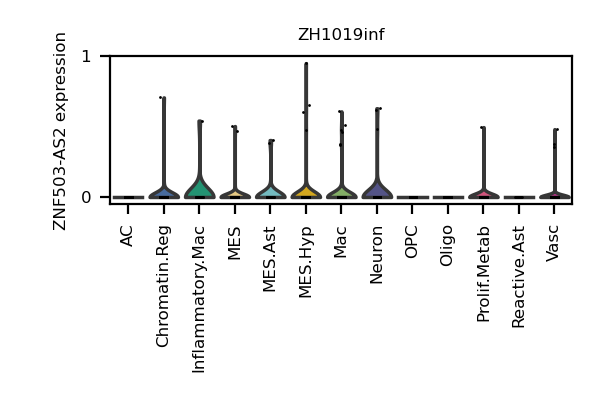 ZH1019inf
ZNF503-AS2 expression
1
0
AC
Chromatin.Reg
Inflammatory.Mac
MES
MES.Ast
MES.Hyp
Mac
Neuron
OPC
Oligo
Prolif.Metab
Reactive.Ast
Vasc